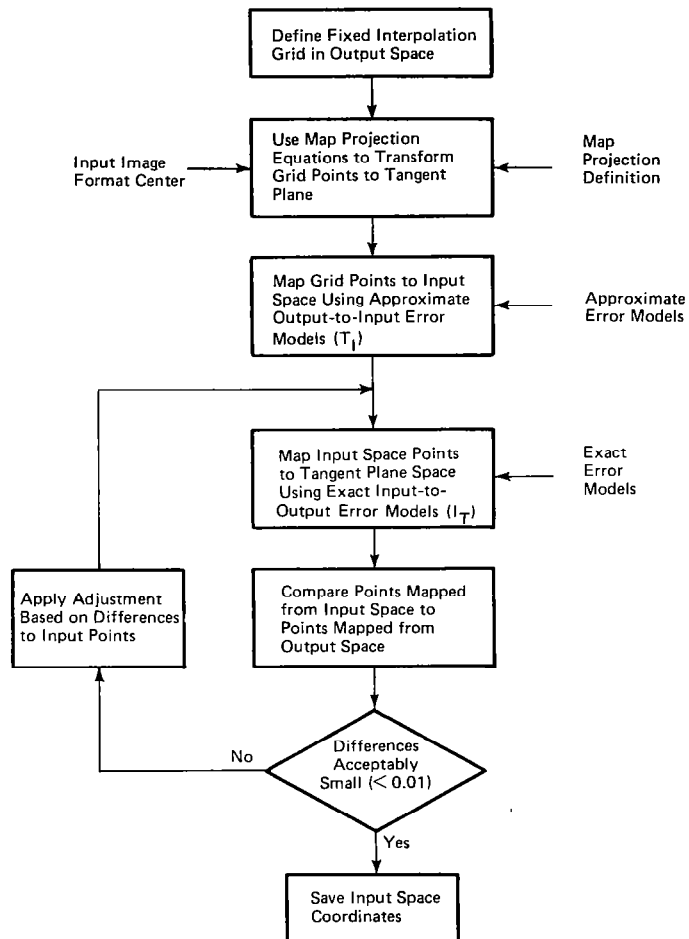 Define Fixed Interpolation
Grid in Output Space
Use Map Projection
Equations to Transform
Grid Points to Tangent
Plane
Input Image
Format Center
Map
Projection
Definition
Map Grid Points to Input
Space Using Approximate
Output-to-Input Error
Models (T_I)
Approximate
Error Models
Map Input Space Points
to Tangent Plane Space
Using Exact Input-to-
Output Error Models (I_T)
Exact
Error
Models
Apply Adjustment
Based on Differences
to Input Points
Compare Points Mapped
from Input Space to
Points Mapped from
Output Space
Differences
Acceptably
Small (< 0.01)
No
Yes
Save Input Space
Coordinates